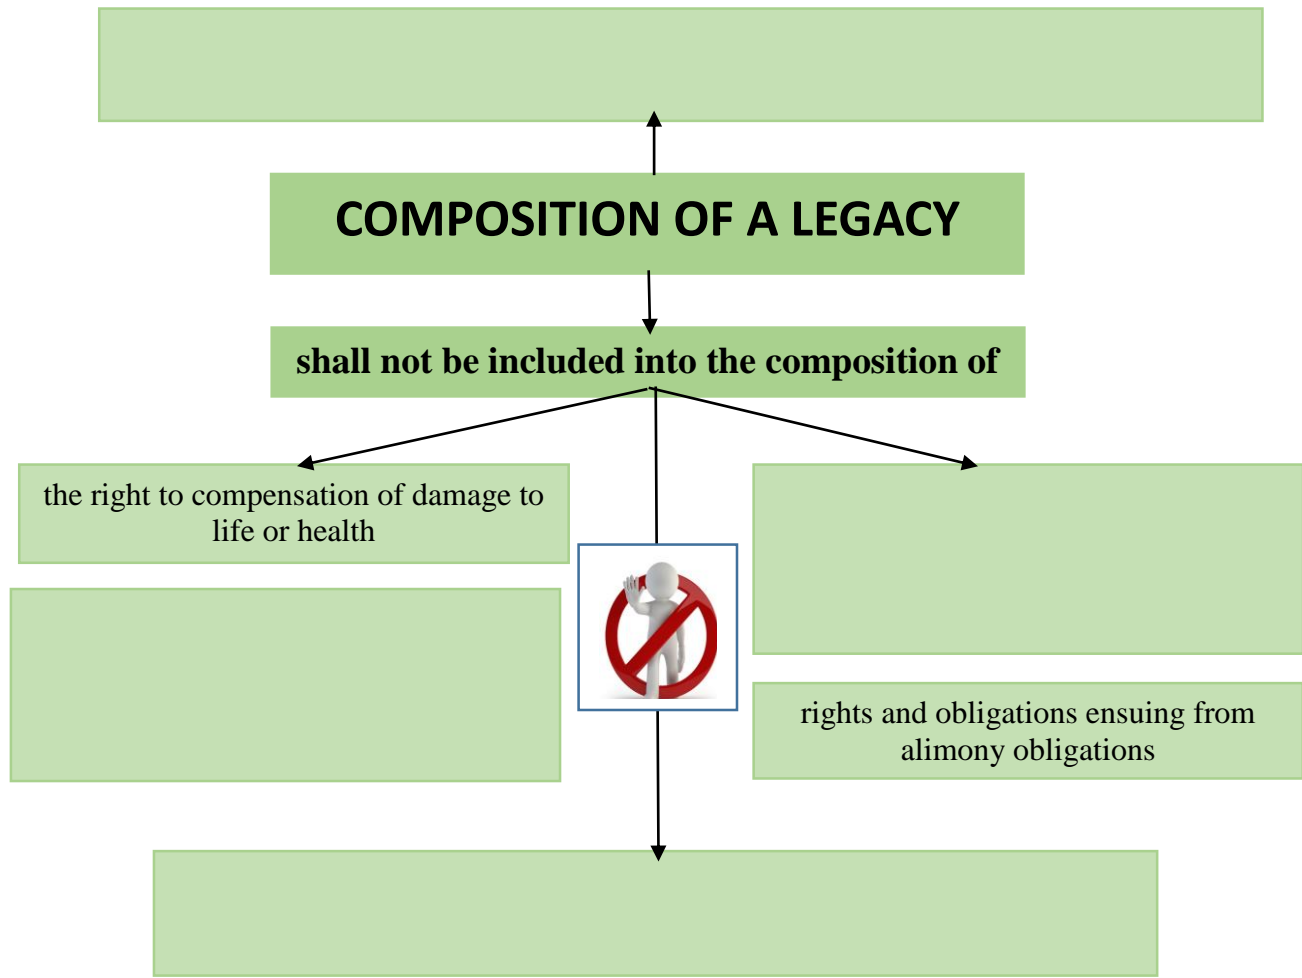 COMPOSITION OF A LEGACY
shall not be included into the composition of
the right to compensation of damage to
life or health
rights and obligations ensuing from
alimony obligations